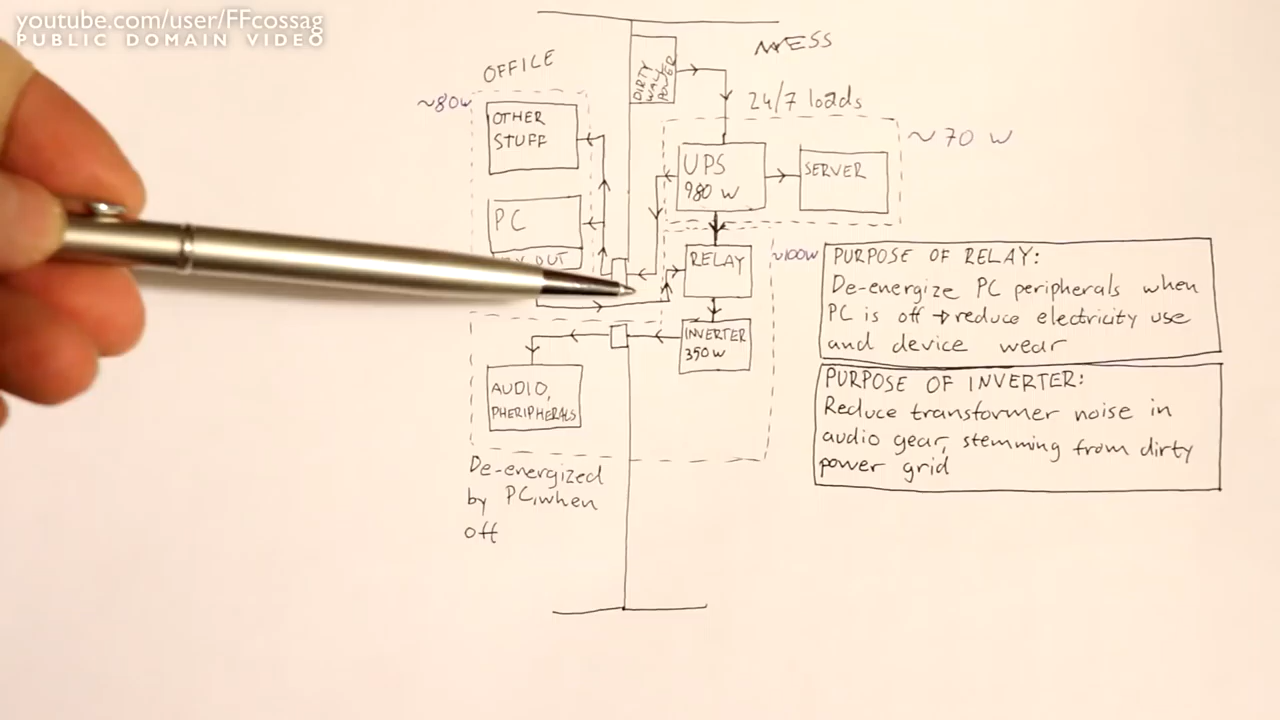 youtube.com/user/FFcossag
PUBLIC DOMAIN VIDEO
OFFICE
~80w
OTHER
STUFF
PC
OUT
AUDIO,
PHERIPHERALS
De-energized
by PC, when
off
DIRTY
WALL
POWER
MESS
24/7 loads
~70 W
UPS
980 W
SERVER
RELAY
~100W
INVERTER
350W
PURPOSE OF RELAY:
De-energize PC peripherals when
PC is off → reduce electricity use
and device wear
PURPOSE OF INVERTER:
Reduce transformer noise in
audio gear, stemming from dirty
power grid